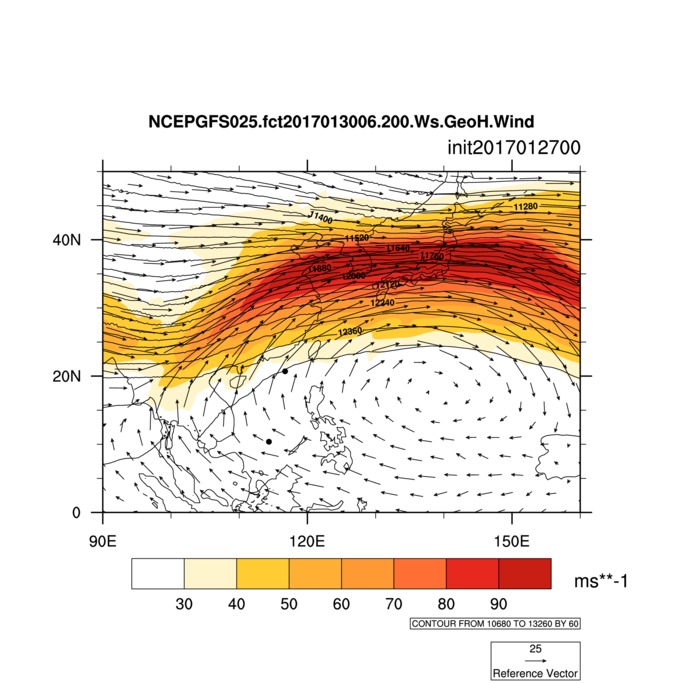 NCEPGFS025.fct2017013006.200.Ws.GeoH.Wind
init2017012700
11280
11400
11520
40N
11640
11760
11880
12000
12120
12240
12360
20N
0
90E 120E 150E
ms**-1
30 40 50 60 70 80 90
CONTOUR FROM 10680 TO 13260 BY 60
25
Reference Vector